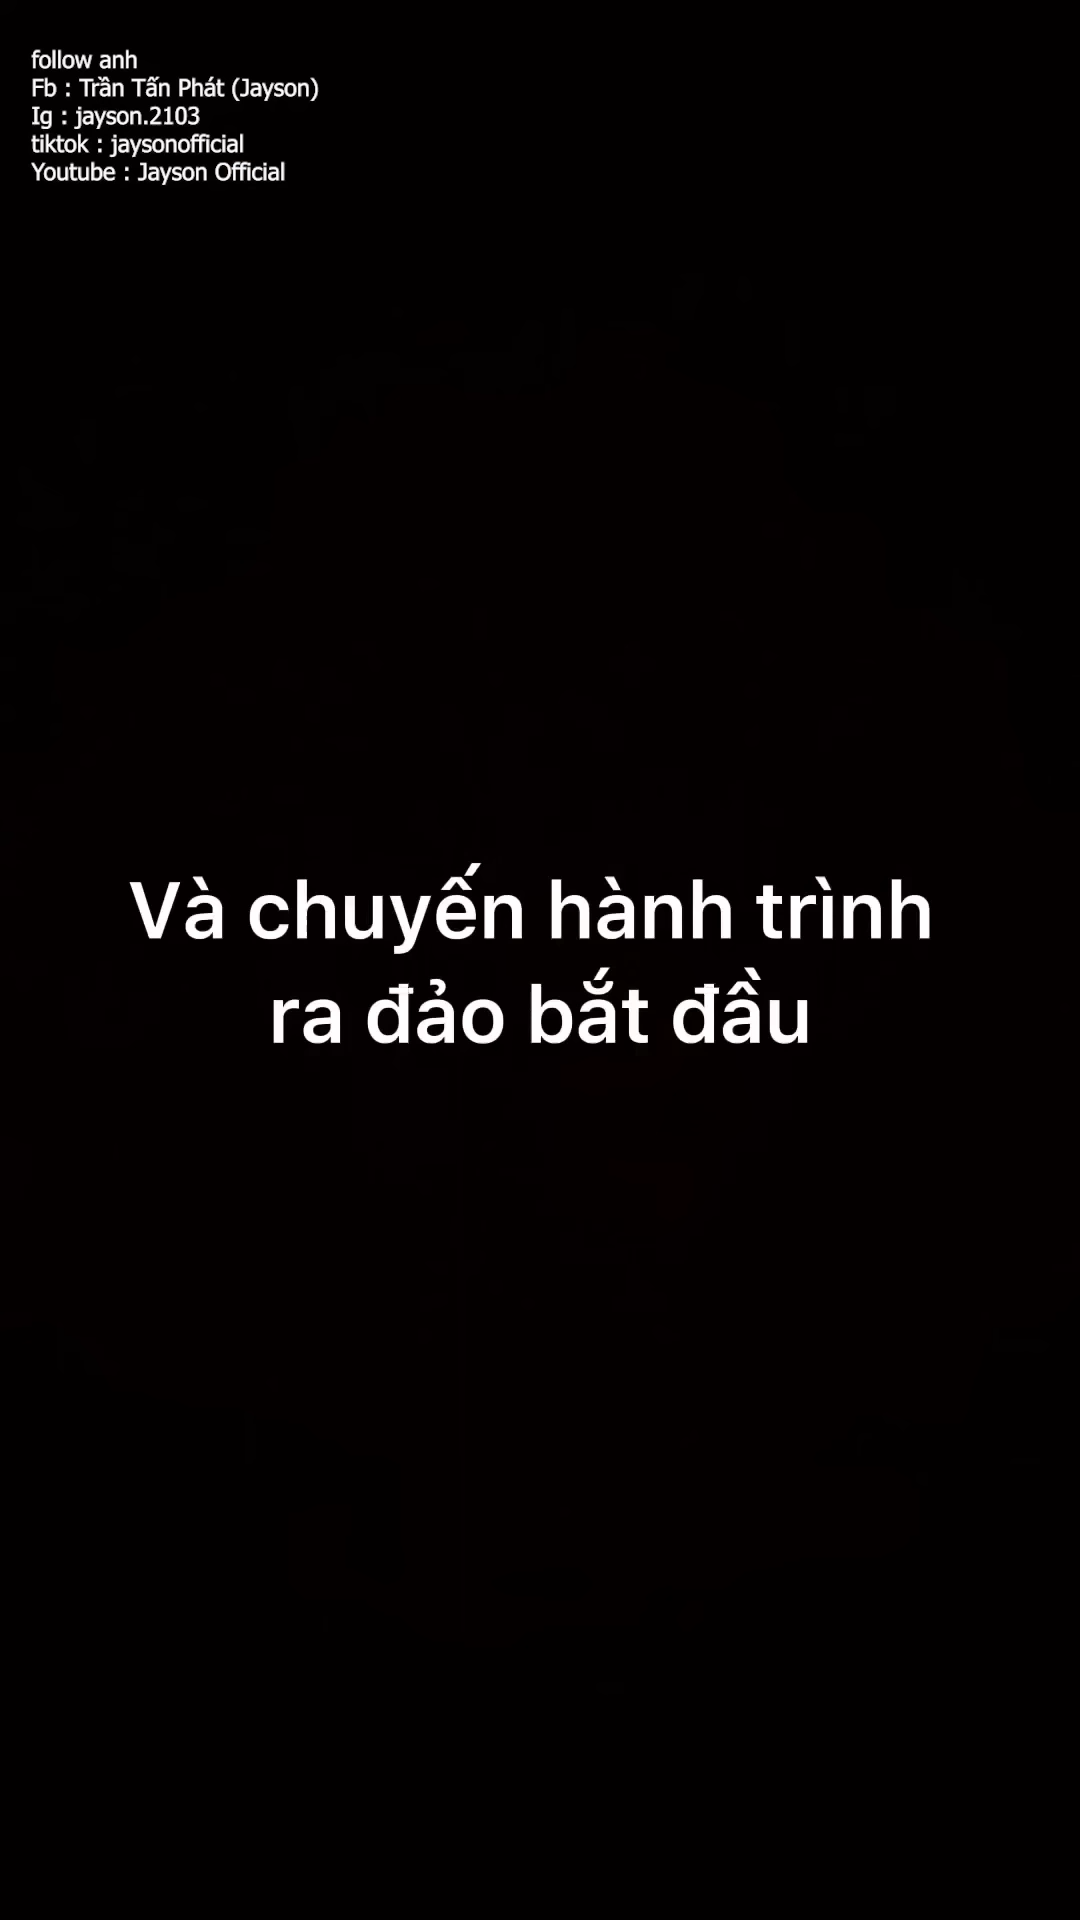 follow anh
Fb : Trần Tấn Phát (Jayson)
Ig : jayson.2103
tiktok : jaysonofficial
Youtube : Jayson Official
Và chuyến hành trình
ra đảo bắt đầu